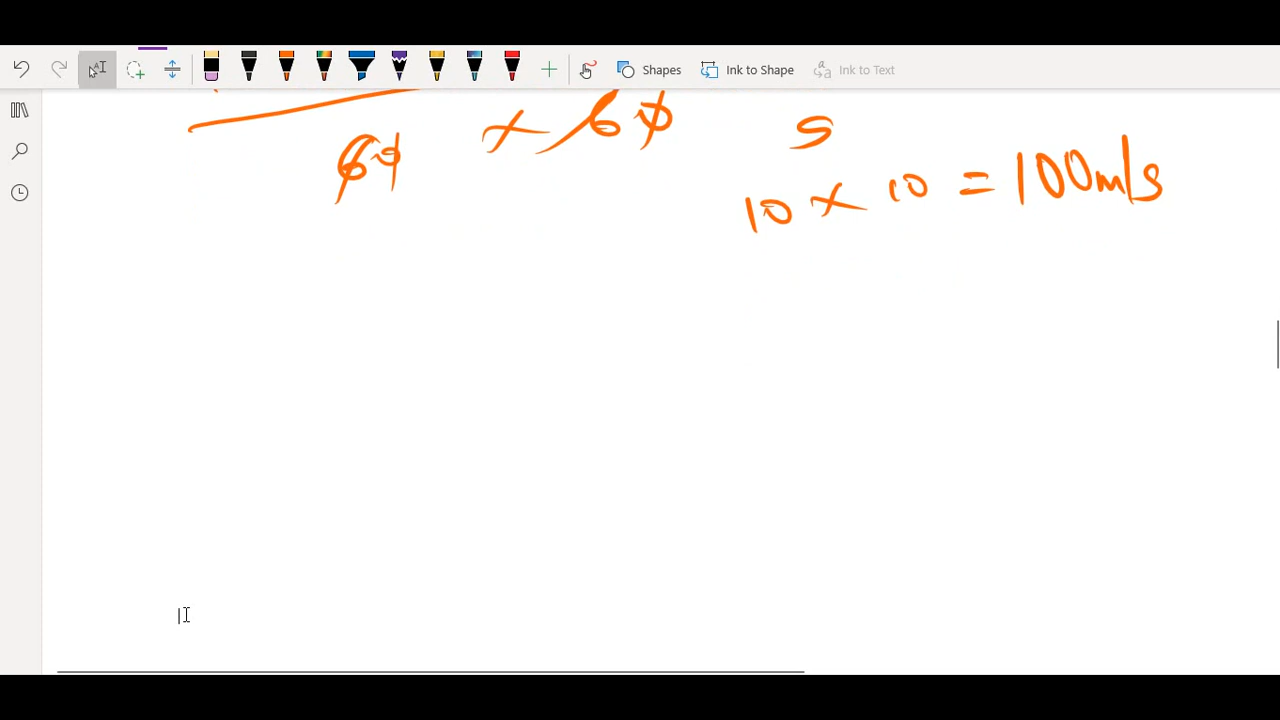 Shapes Ink to Shape Ink to Text
60 × 60 s
10 × 10 = 100m/s